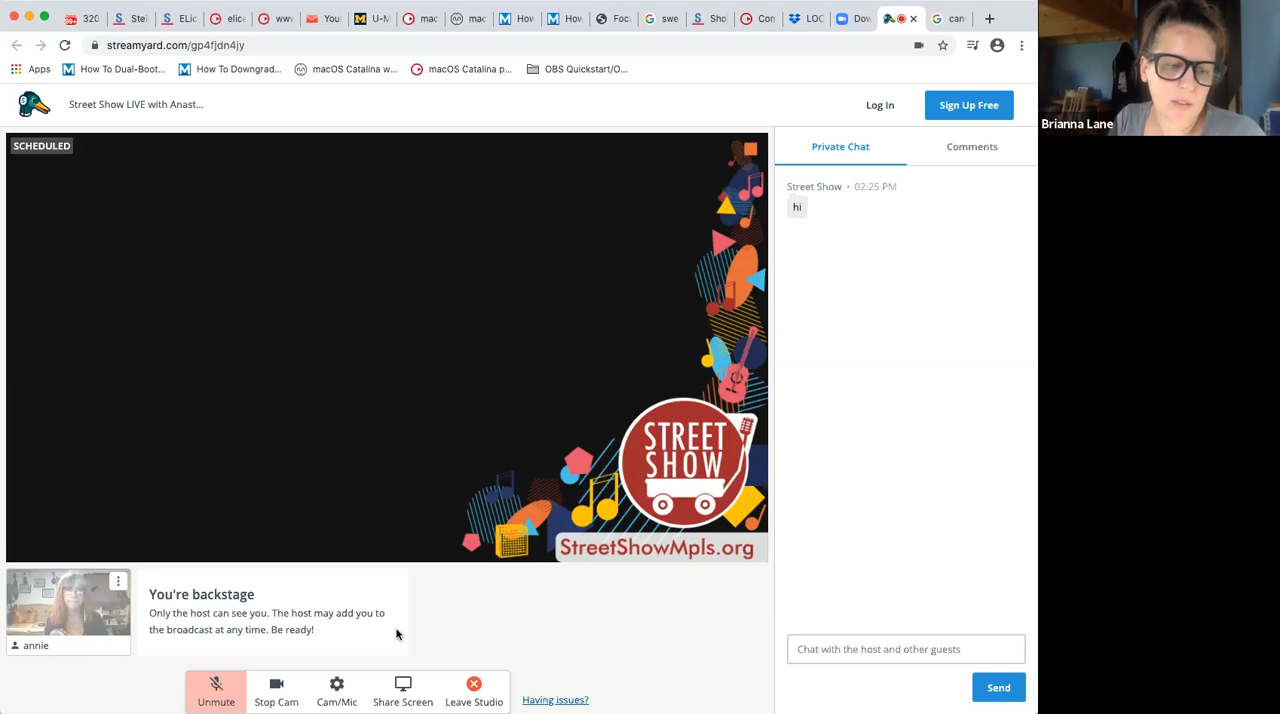 320
Stei
ELic
elice
www
You
U-M
mac
mac
How
How
Foc
swe
Sho
Con
LOC
Dow
can
streamyard.com/gp4fjdn4jy
Apps
How To Dual-Boot...
How To Downgrad...
macOS Catalina w...
macOS Catalina p...
OBS Quickstart/O...
Street Show LIVE with Anast...
Log In
Sign Up Free
Brianna Lane
SCHEDULED
Private Chat
Comments
Street Show • 02:25 PM
hi
STREET
SHOW
StreetShowMpls.org
You're backstage
Only the host can see you. The host may add you to
the broadcast at any time. Be ready!
annie
Chat with the host and other guests
Send
Unmute
Stop Cam
Cam/Mic
Share Screen
Leave Studio
Having issues?